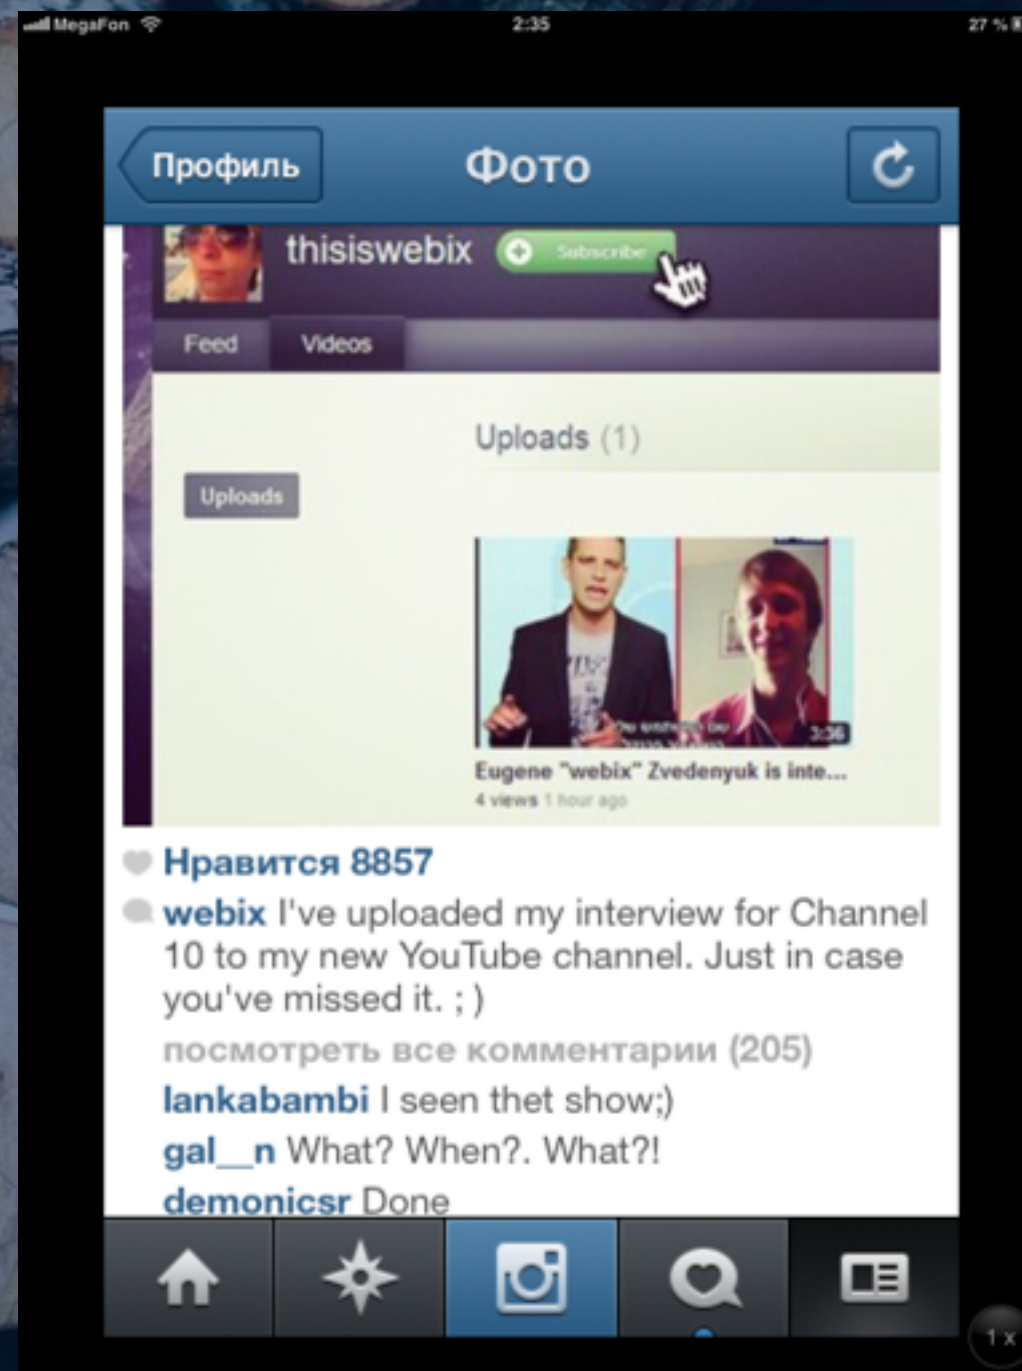 MegaFon 2:35 27 %
Профиль Фото
thisiswebix Subscribe
Feed Videos
Uploads (1)
Uploads
3:36
Eugene "webix" Zvedenyuk is inte...
4 views 1 hour ago
Нравится 8857
webix I've uploaded my interview for Channel
10 to my new YouTube channel. Just in case
you've missed it. ; )
посмотреть все комментарии (205)
lankabambi I seen thet show;)
gal__n What? When?. What?!
demonicsr Done
1 x